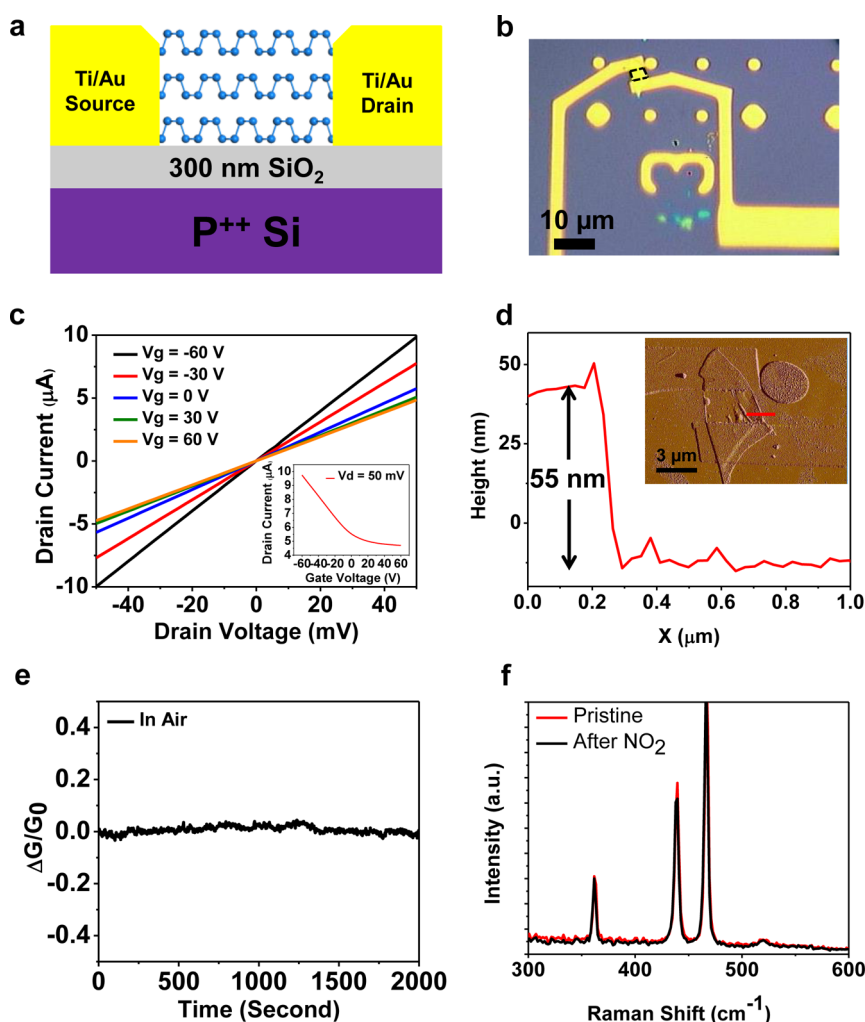 a
Ti/Au
Source
Ti/Au
Drain
300 nm SiO₂
P⁺⁺ Si
b
10 µm
c
Vg = -60 V
Vg = -30 V
Vg = 0 V
Vg = 30 V
Vg = 60 V
Drain Current (µA)
10
5
0
-5
-10
-40
-20
0
20
40
Drain Voltage (mV)
Vd = 50 mV
Drain Current (µA)
10
9
8
7
6
5
4
-60
-40
-20
0
20
40
60
Gate Voltage (V)
d
Height (nm)
50
25
0
-20
55 nm
3 µm
0.0
0.2
0.4
0.6
0.8
1.0
X (µm)
e
In Air
ΔG/G0
0.4
0.2
0.0
-0.2
-0.4
0
500
1000
1500
2000
Time (Second)
f
Pristine
After NO₂
Intensity (a.u.)
300
400
500
600
Raman Shift (cm⁻¹)